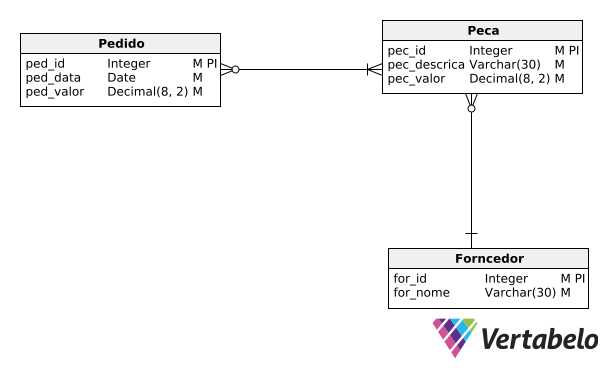 Pedido
ped_id Integer M PI
ped_data Date M
ped_valor Decimal(8, 2) M
Peca
pec_id Integer M PI
pec_descrica Varchar(30) M
pec_valor Decimal(8, 2) M
Forncedor
for_id Integer M PI
for_nome Varchar(30) M
Vertabelo